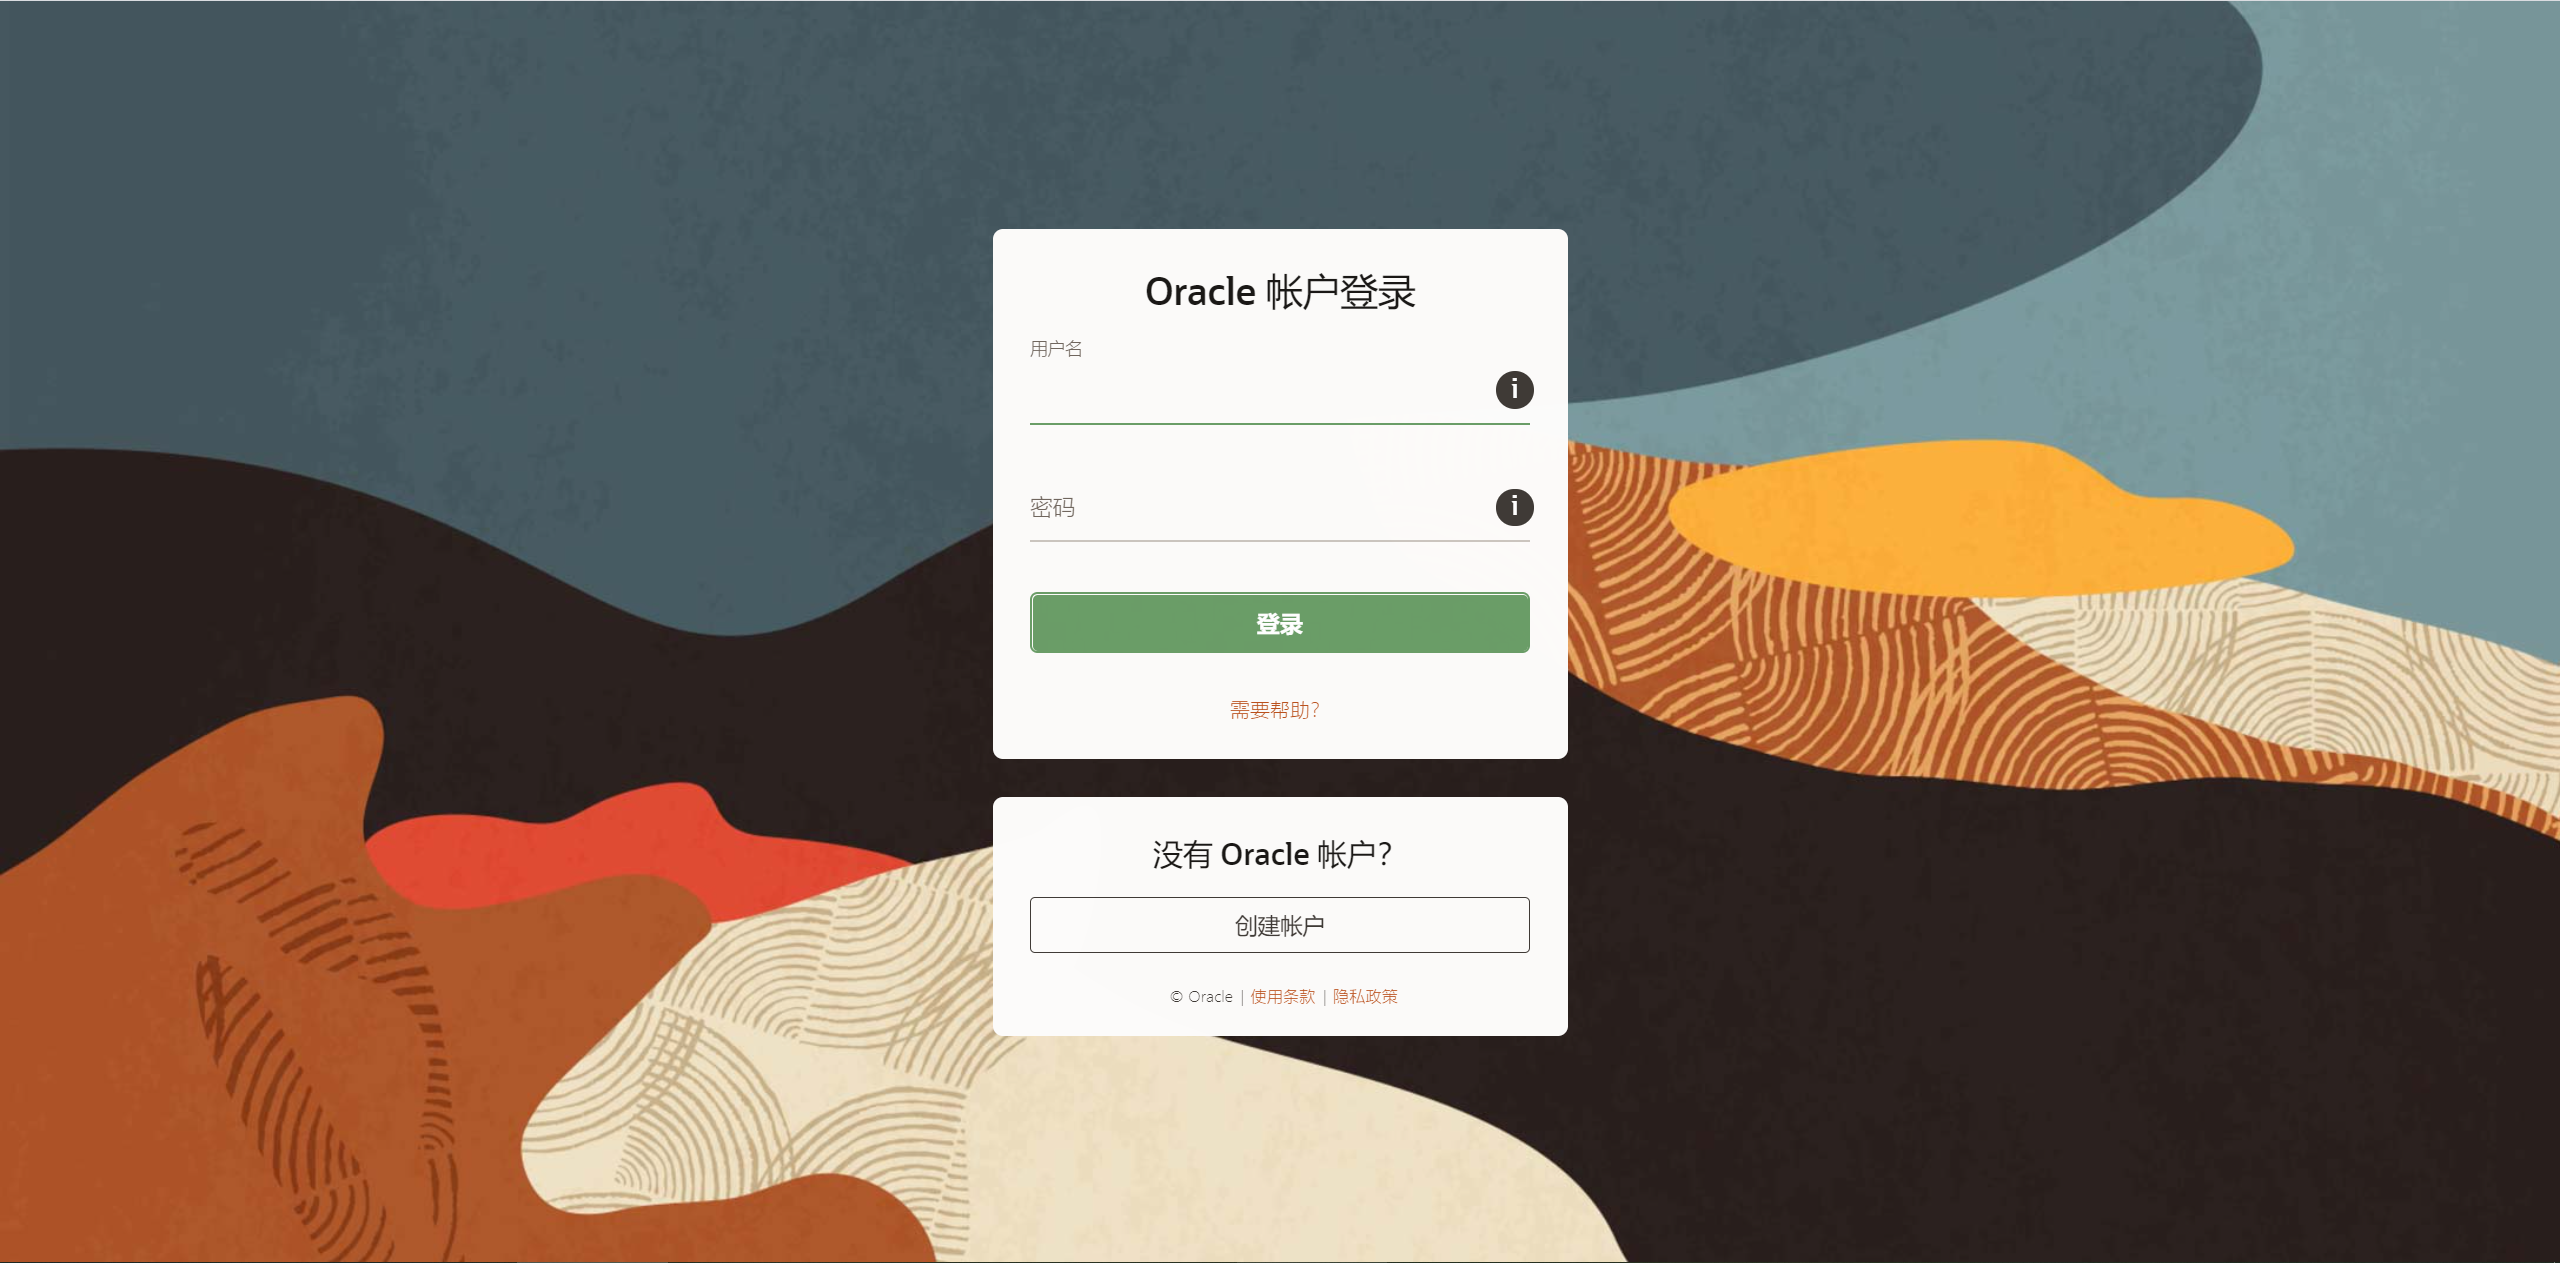 Oracle 帐户登录
用户名
i
密码
i
登录
需要帮助?
没有 Oracle 帐户?
创建帐户
© Oracle | 使用条款 | 隐私政策